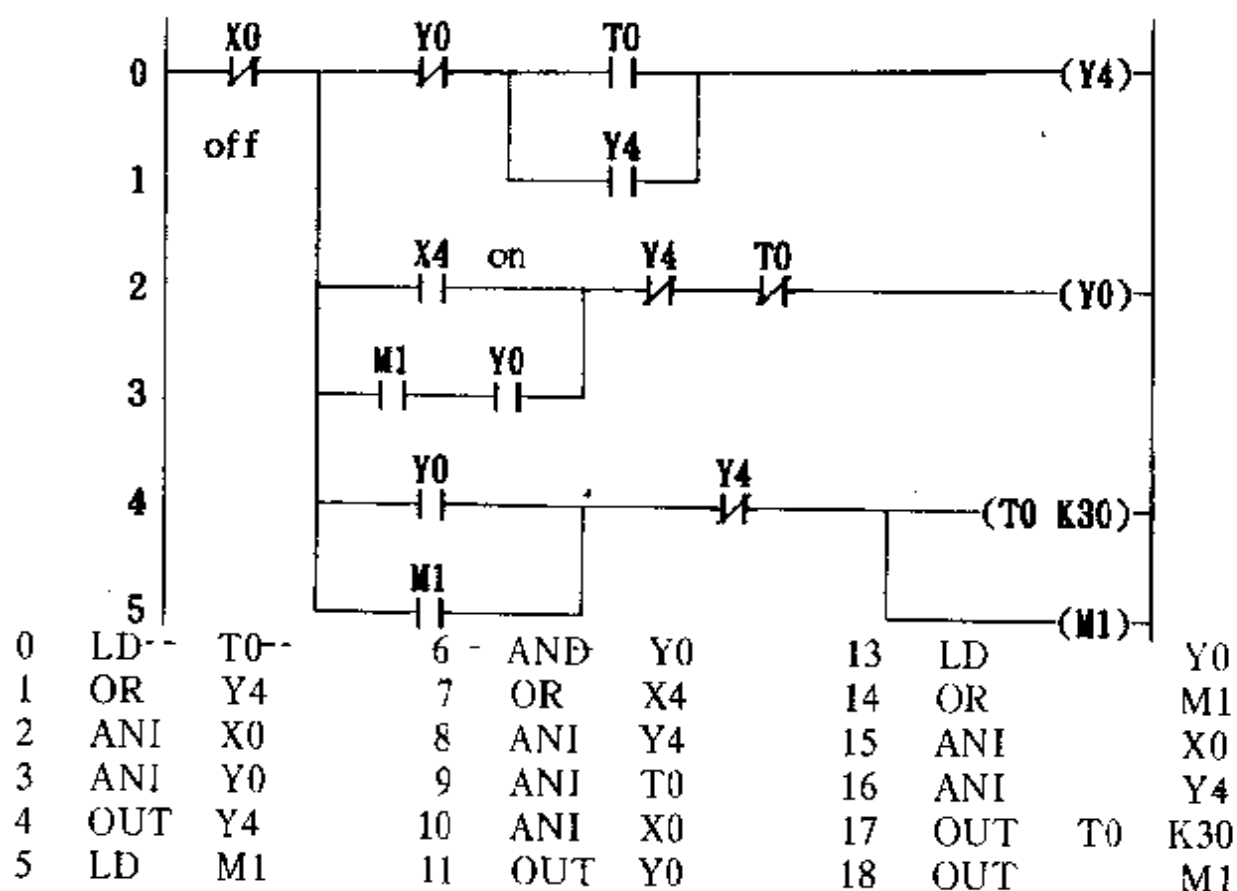 X0 Y0 T0
0 (Y4)
off Y4
1
X4 on Y4 T0
2 (Y0)
M1 Y0
3
Y0 Y4
4 (T0 K30)
M1
5 (M1)
0 LD-- T0-- 6 - AND Y0 13 LD Y0
1 OR Y4 7 OR X4 14 OR M1
2 ANI X0 8 ANI Y4 15 ANI X0
3 ANI Y0 9 ANI T0 16 ANI Y4
4 OUT Y4 10 ANI X0 17 OUT T0 K30
5 LD M1 11 OUT Y0 18 OUT M1